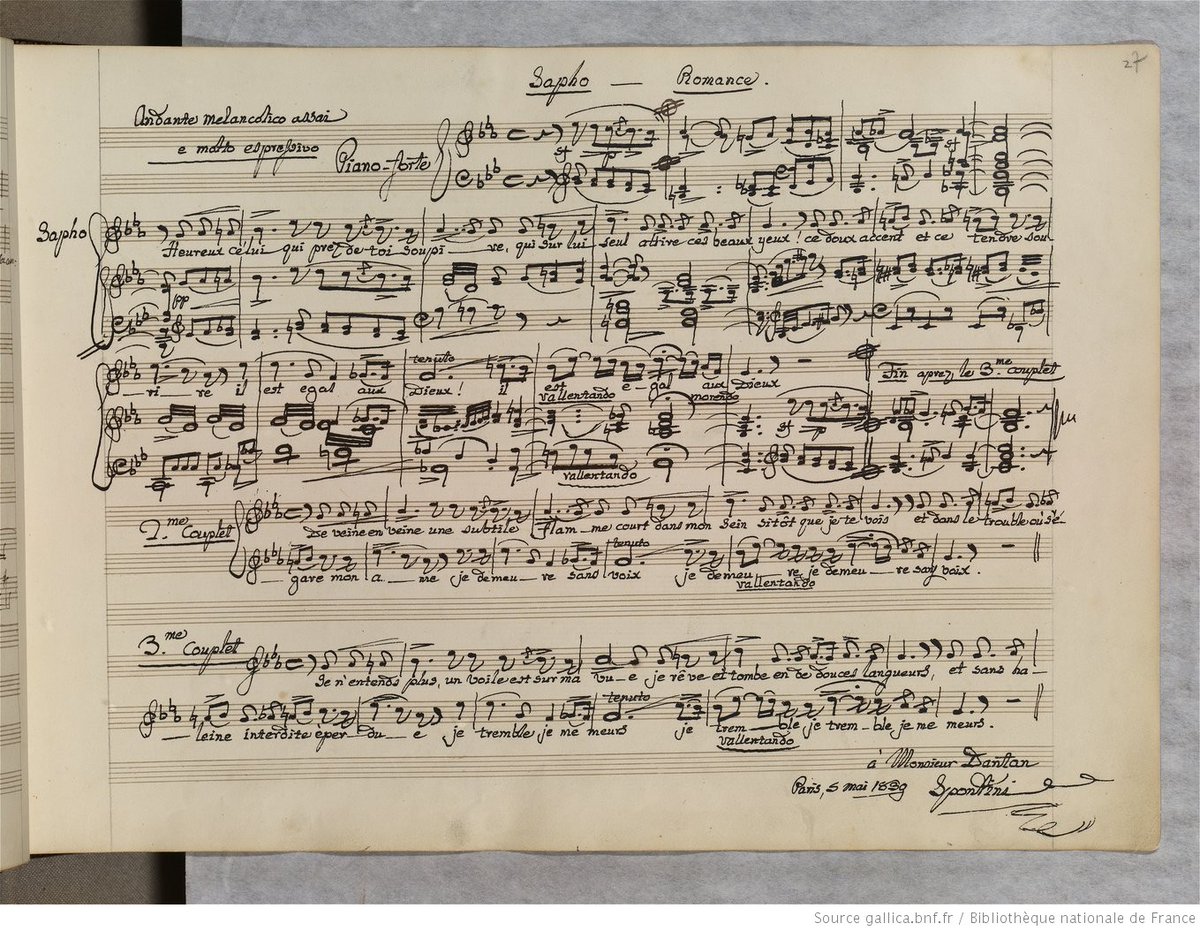 27
Sapho — Romance.
Andante melancolico assai
e molto espressivo
Piano-forte
Sapho
Heureux celui qui prez de toi soupi - re, qui sur lui seul attire ces beaux yeux! ce doux accent et ce tendre sou
pp
tenuto
— ri — re il est egal aux Dieux! il est e - gal aux Dieux
Fin aprez le 3.me couplet
rallentando morendo
rallentando
2.me Couplet
De veine en veine une subtile flam - me court dans mon sein sitôt que je te vois et dans le trouble où s'é-
tenuto
— gare mon a — me je demeu — re sans voix je demeu — re je demeu — re sans voix.
rallentando
3.me Couplet
Je n'entends plus, un voile est sur ma vu - e je rêve et tombe en de douces langueurs, et sans ha-
tenuto
— leine interdite eper — du — e je tremble je me meurs je trem — ble je trem — ble je me meurs.
rallentando
à Monsieur Dantan
Paris, 5 mai 1839 Spontini
Source gallica.bnf.fr / Bibliothèque nationale de France